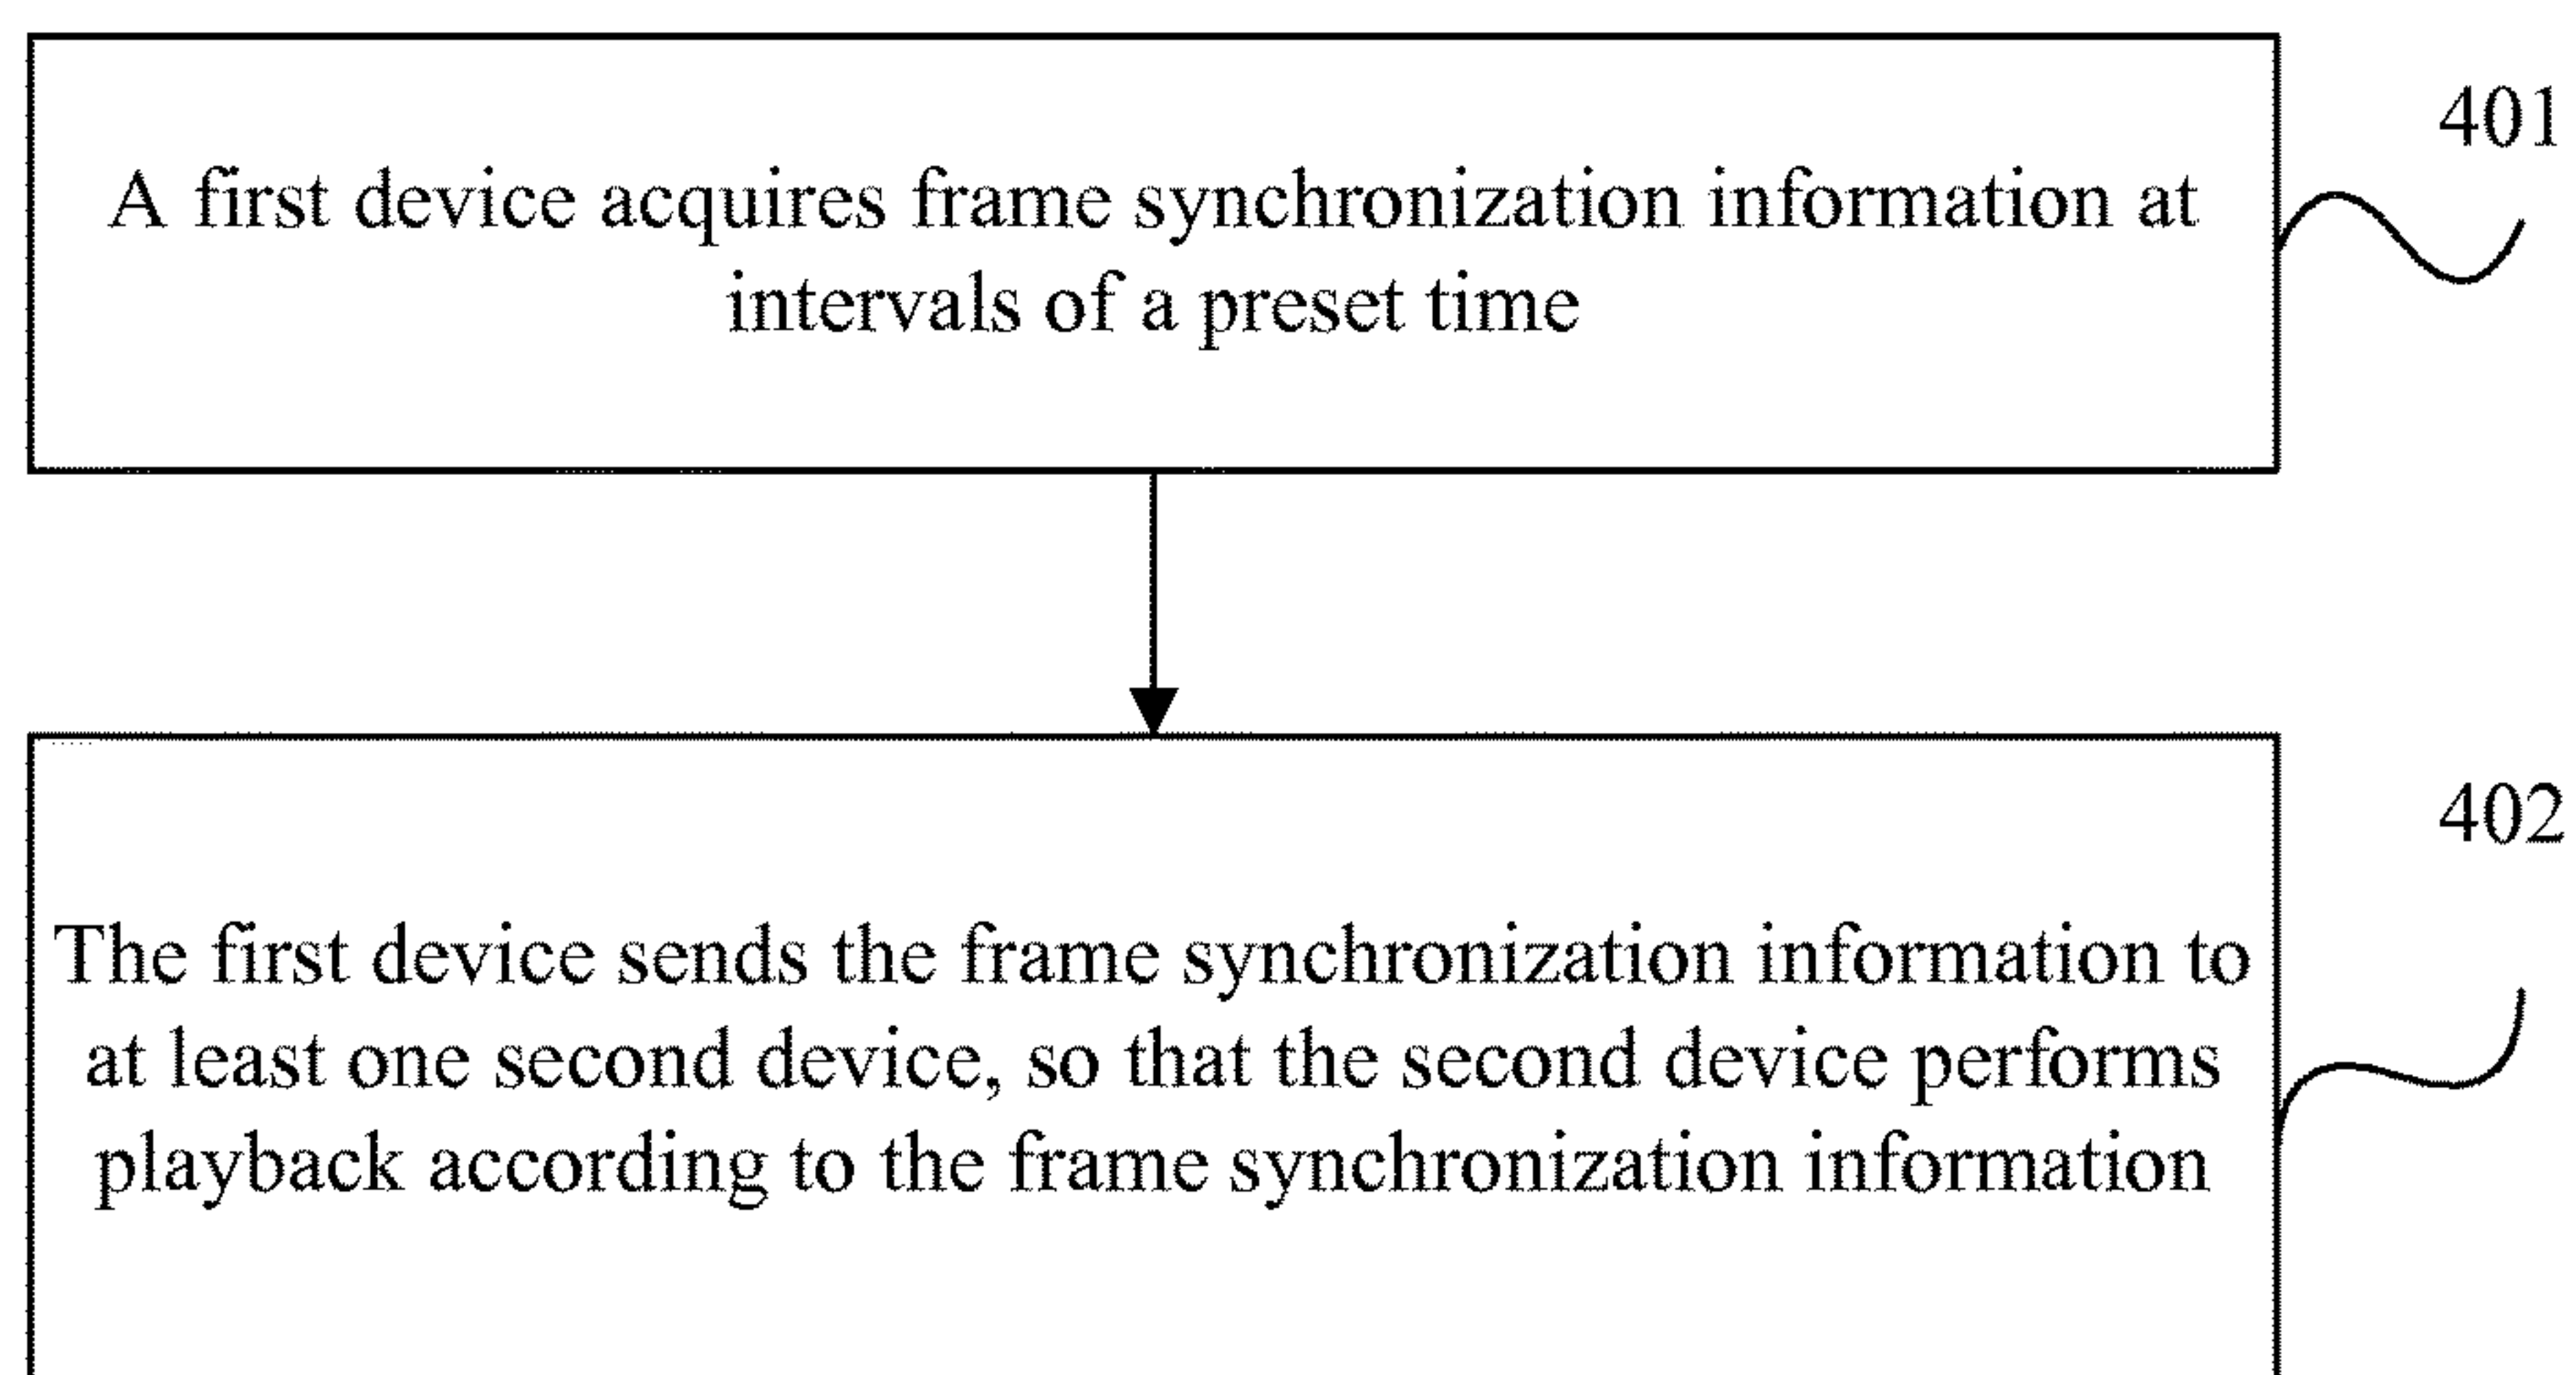 401
A first device acquires frame synchronization information at
intervals of a preset time
402
The first device sends the frame synchronization information to
at least one second device, so that the second device performs
playback according to the frame synchronization information